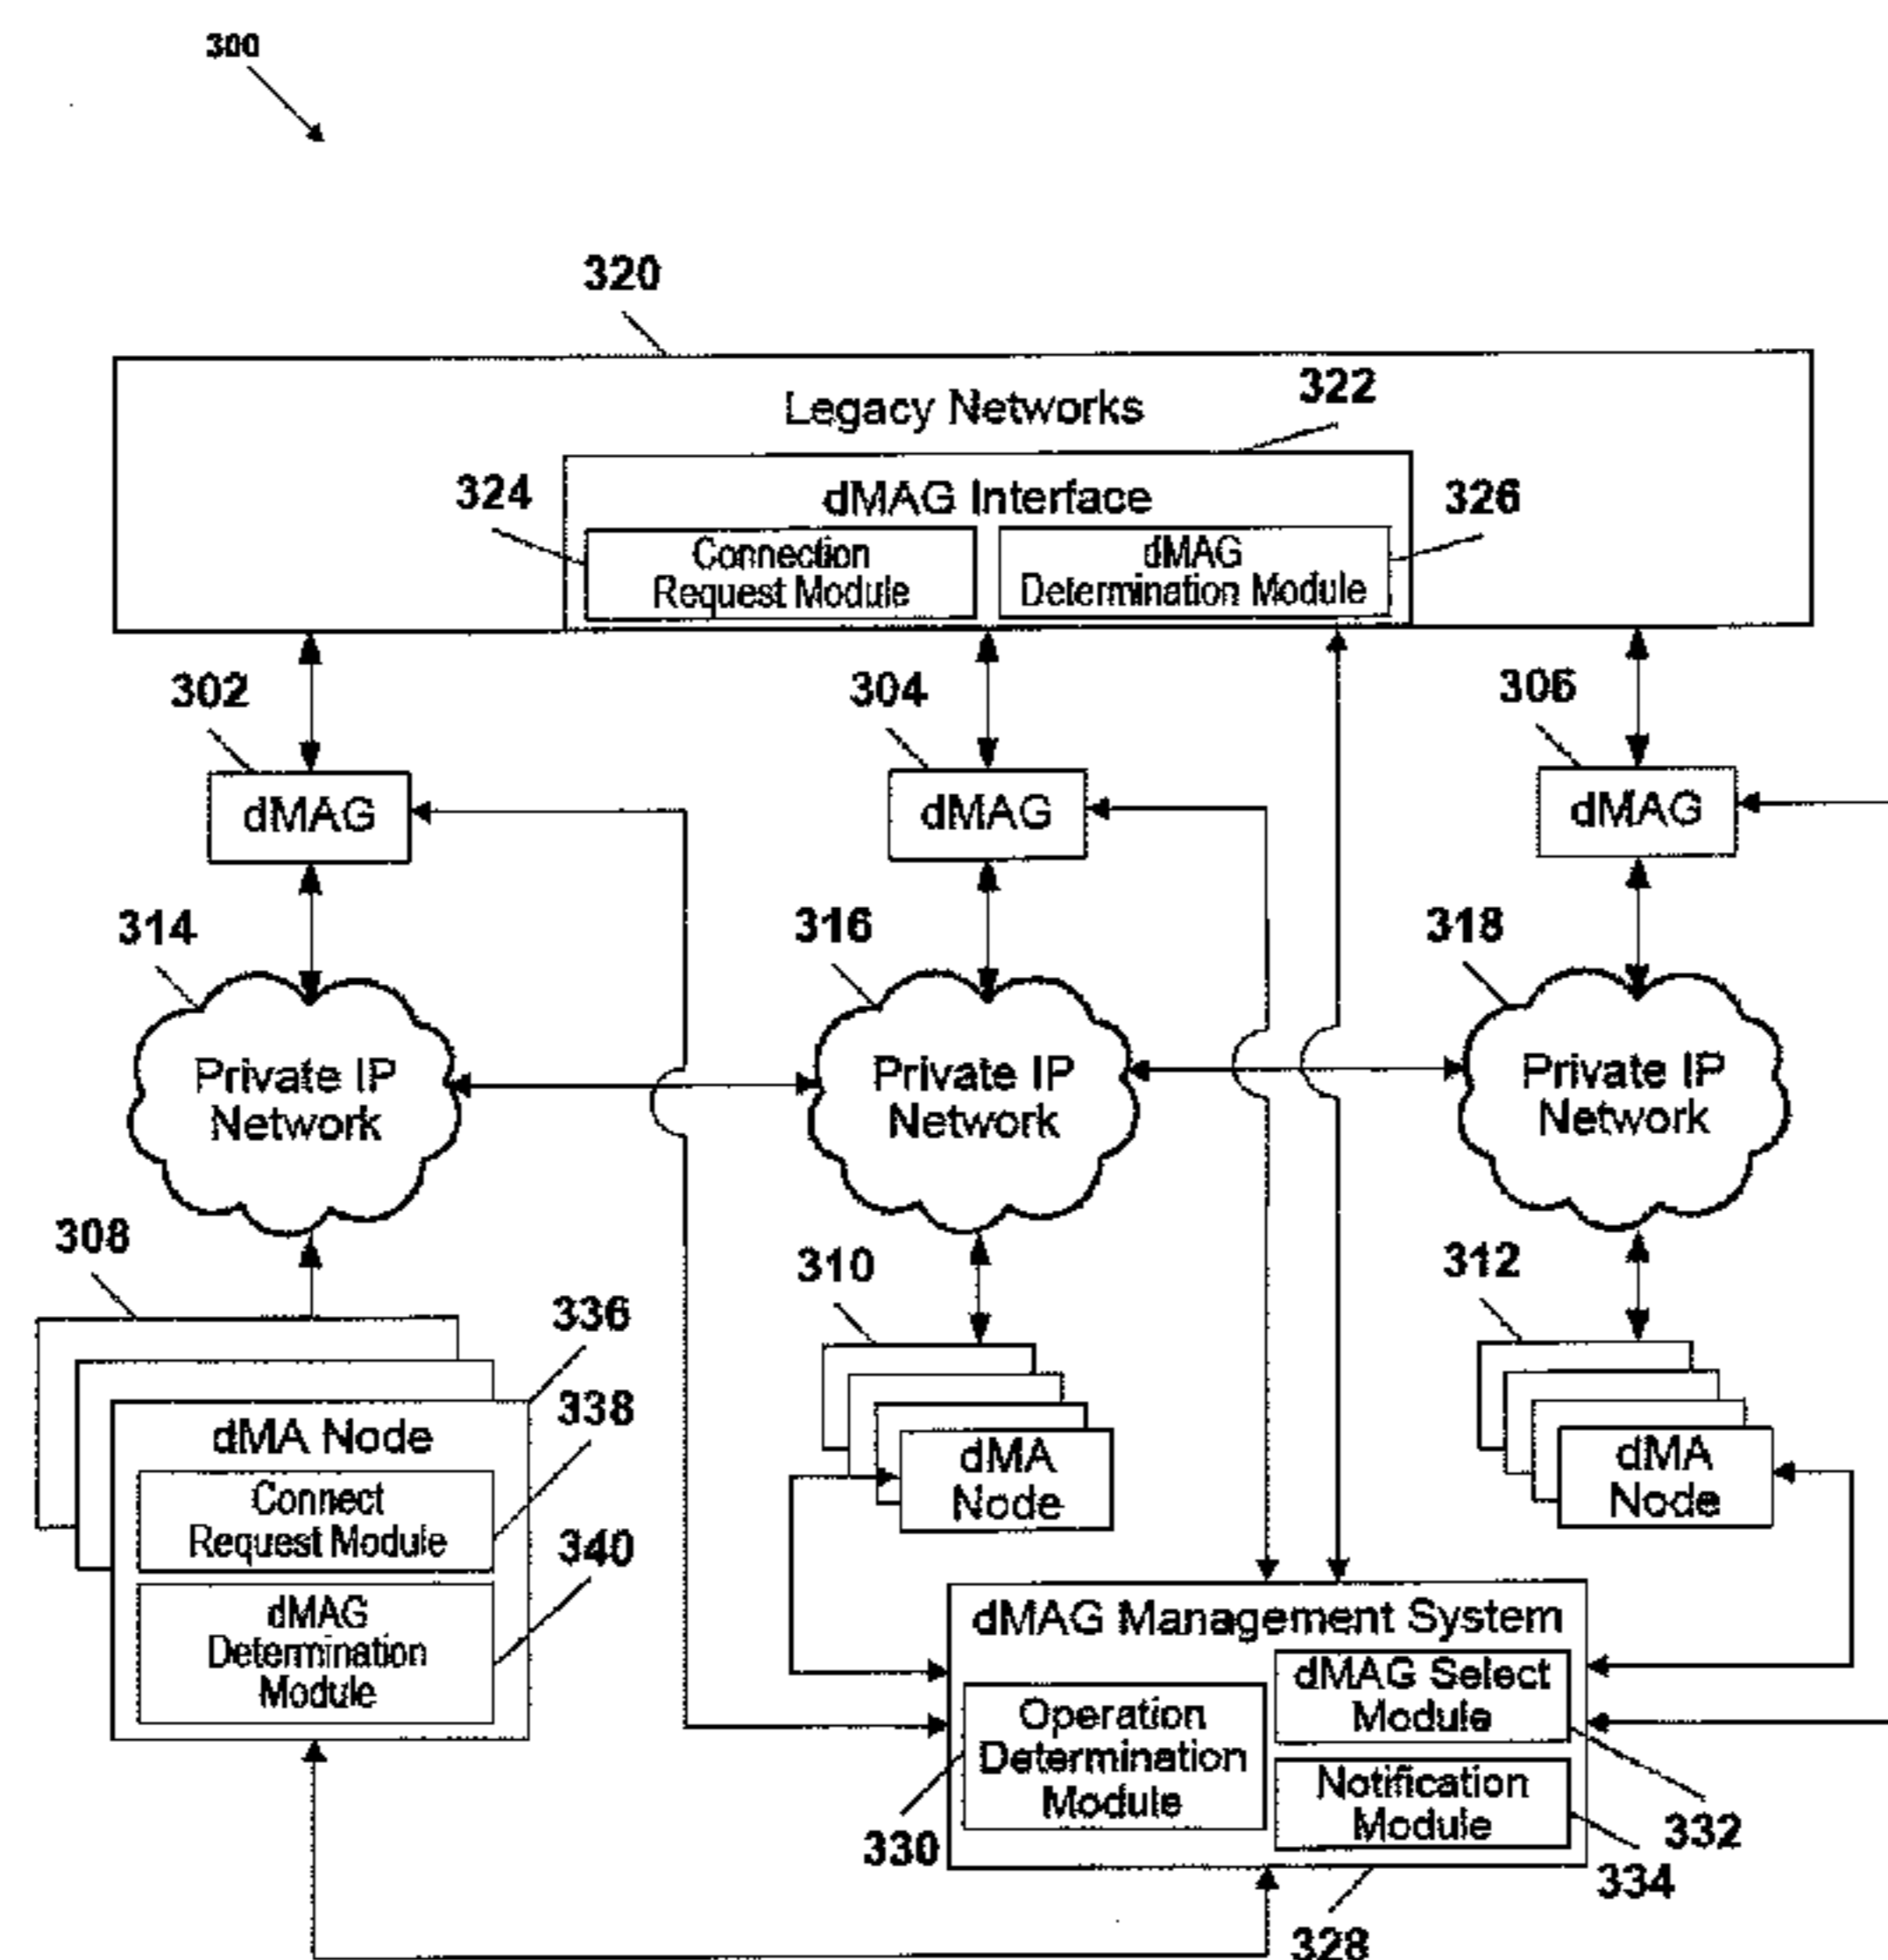 300
320
Legacy Networks
322
324
dMAG Interface
326
Connection
Request Module
dMAG
Determination Module
302
304
306
dMAG
dMAG
dMAG
314
316
318
Private IP
Network
Private IP
Network
Private IP
Network
308
310
312
336
dMA Node
338
Connect
Request Module
340
dMAG
Determination
Module
dMA
Node
dMA
Node
dMAG Management System
Operation
Determination
Module
dMAG Select
Module
Notification
Module
330
332
334
328